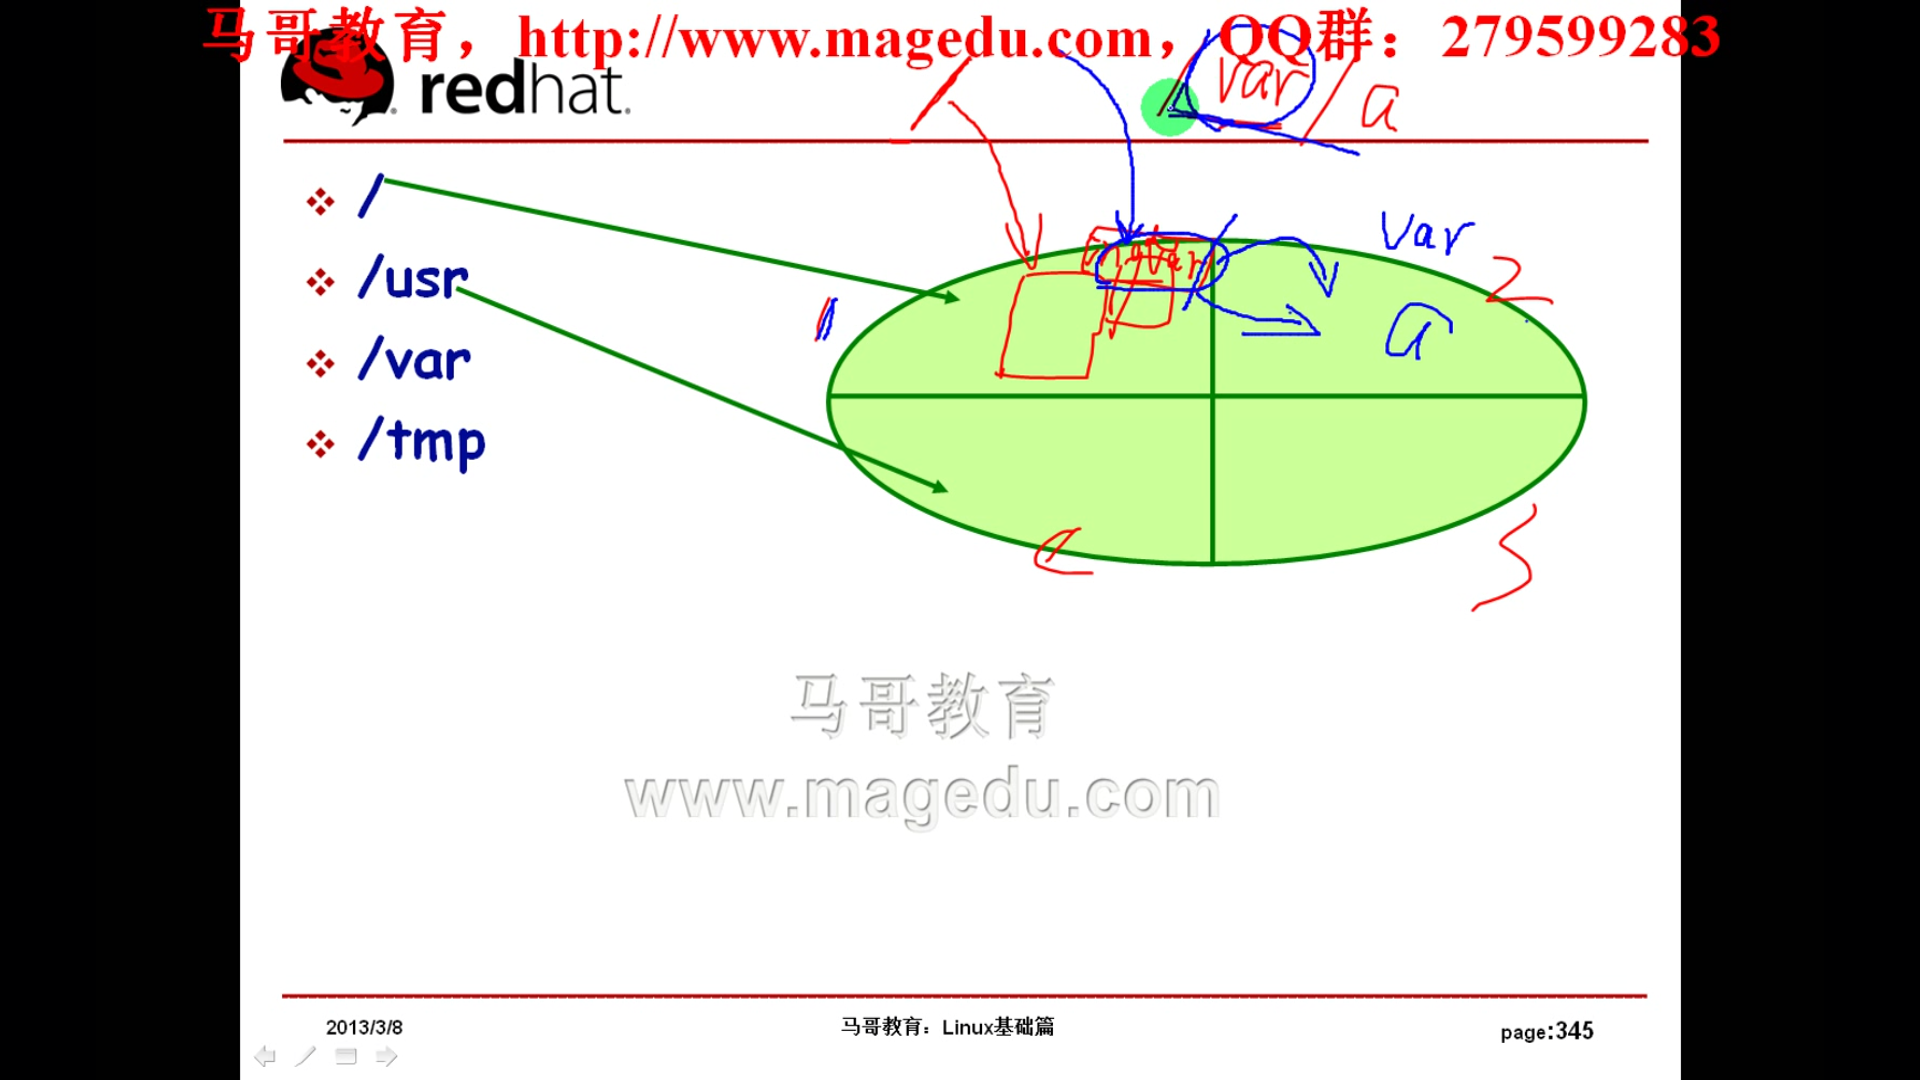 马哥教育，http://www.magedu.com，QQ群：279599283
redhat.
/var/a
/
/usr
/var
/tmp
var
1
2
a
3
马哥教育
www.magedu.com
2013/3/8
马哥教育：Linux基础篇
page:345